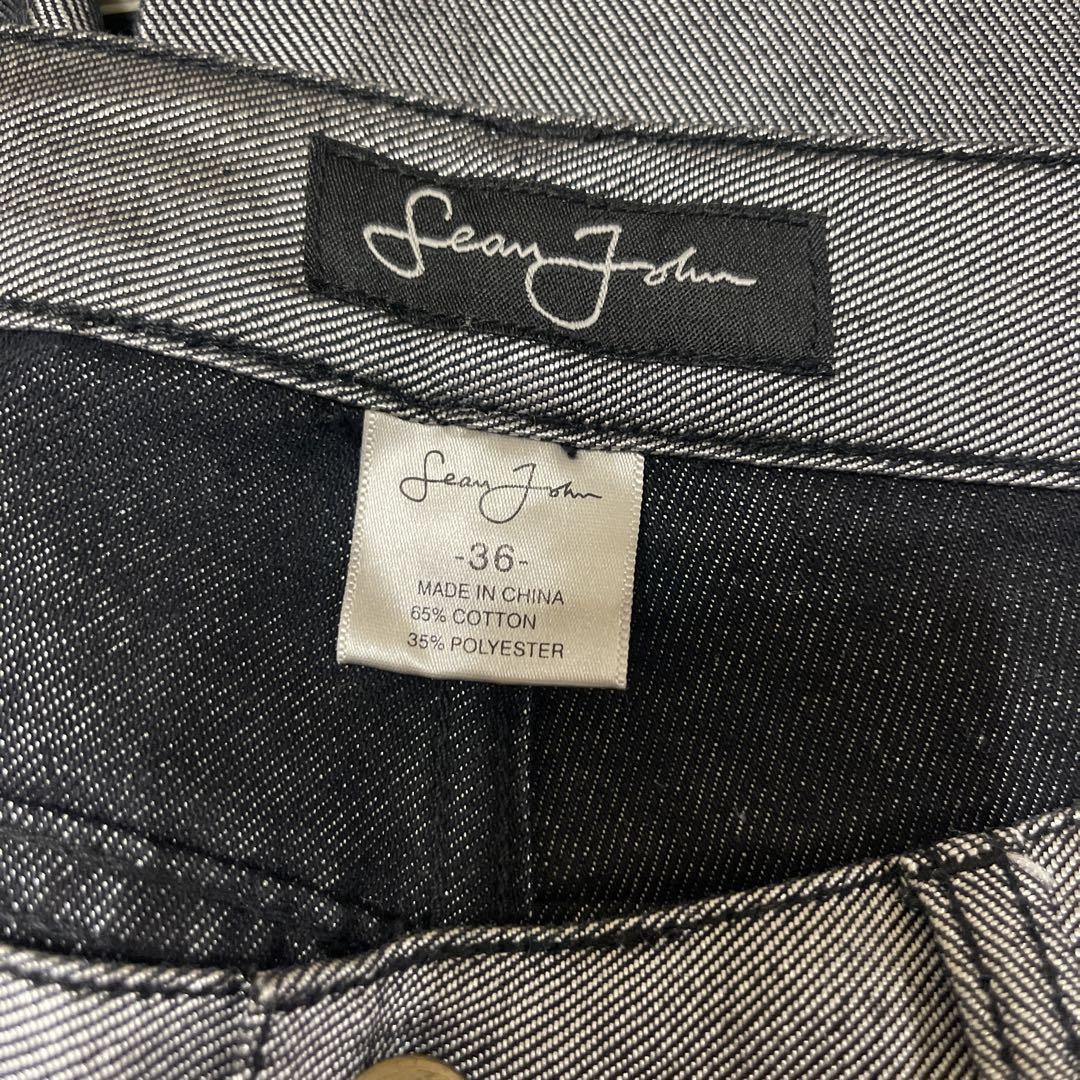 Sean John
Sean John
-36-
MADE IN CHINA
65% COTTON
35% POLYESTER